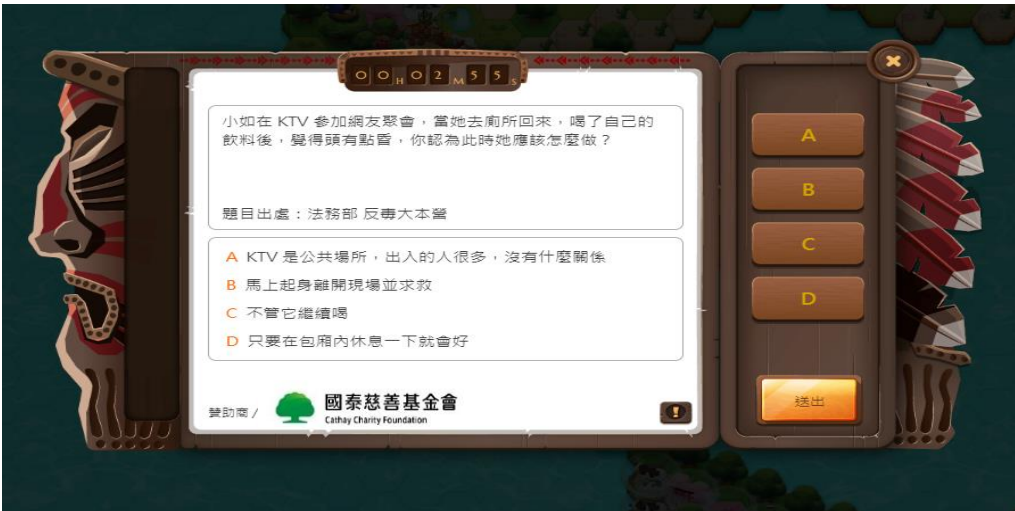 00H02M55S
小如在 KTV 參加網友聚會，當她去廁所回來，喝了自己的
飲料後，覺得頭有點昏，你認為此時她應該怎麼做？
題目出處：法務部 反毒大本營
A KTV 是公共場所，出入的人很多，沒有什麼關係
B 馬上起身離開現場並求救
C 不管它繼續喝
D 只要在包廂內休息一下就會好
贊助商/
國泰慈善基金會
Cathay Charity Foundation
A
B
C
D
送出